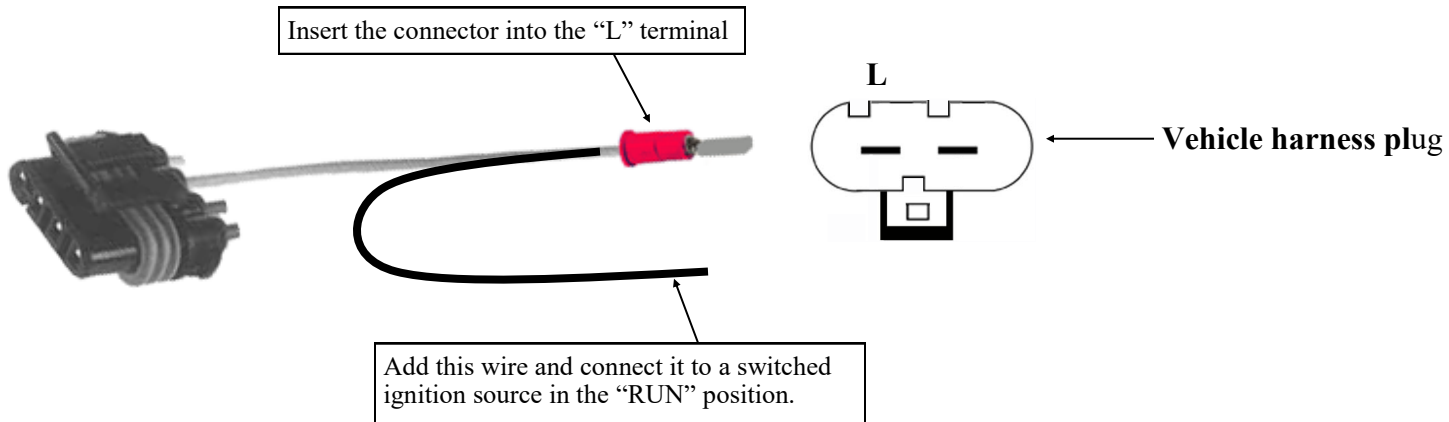 Insert the connector into the “L” terminal
L
Vehicle harness plug
Add this wire and connect it to a switched
ignition source in the “RUN” position.